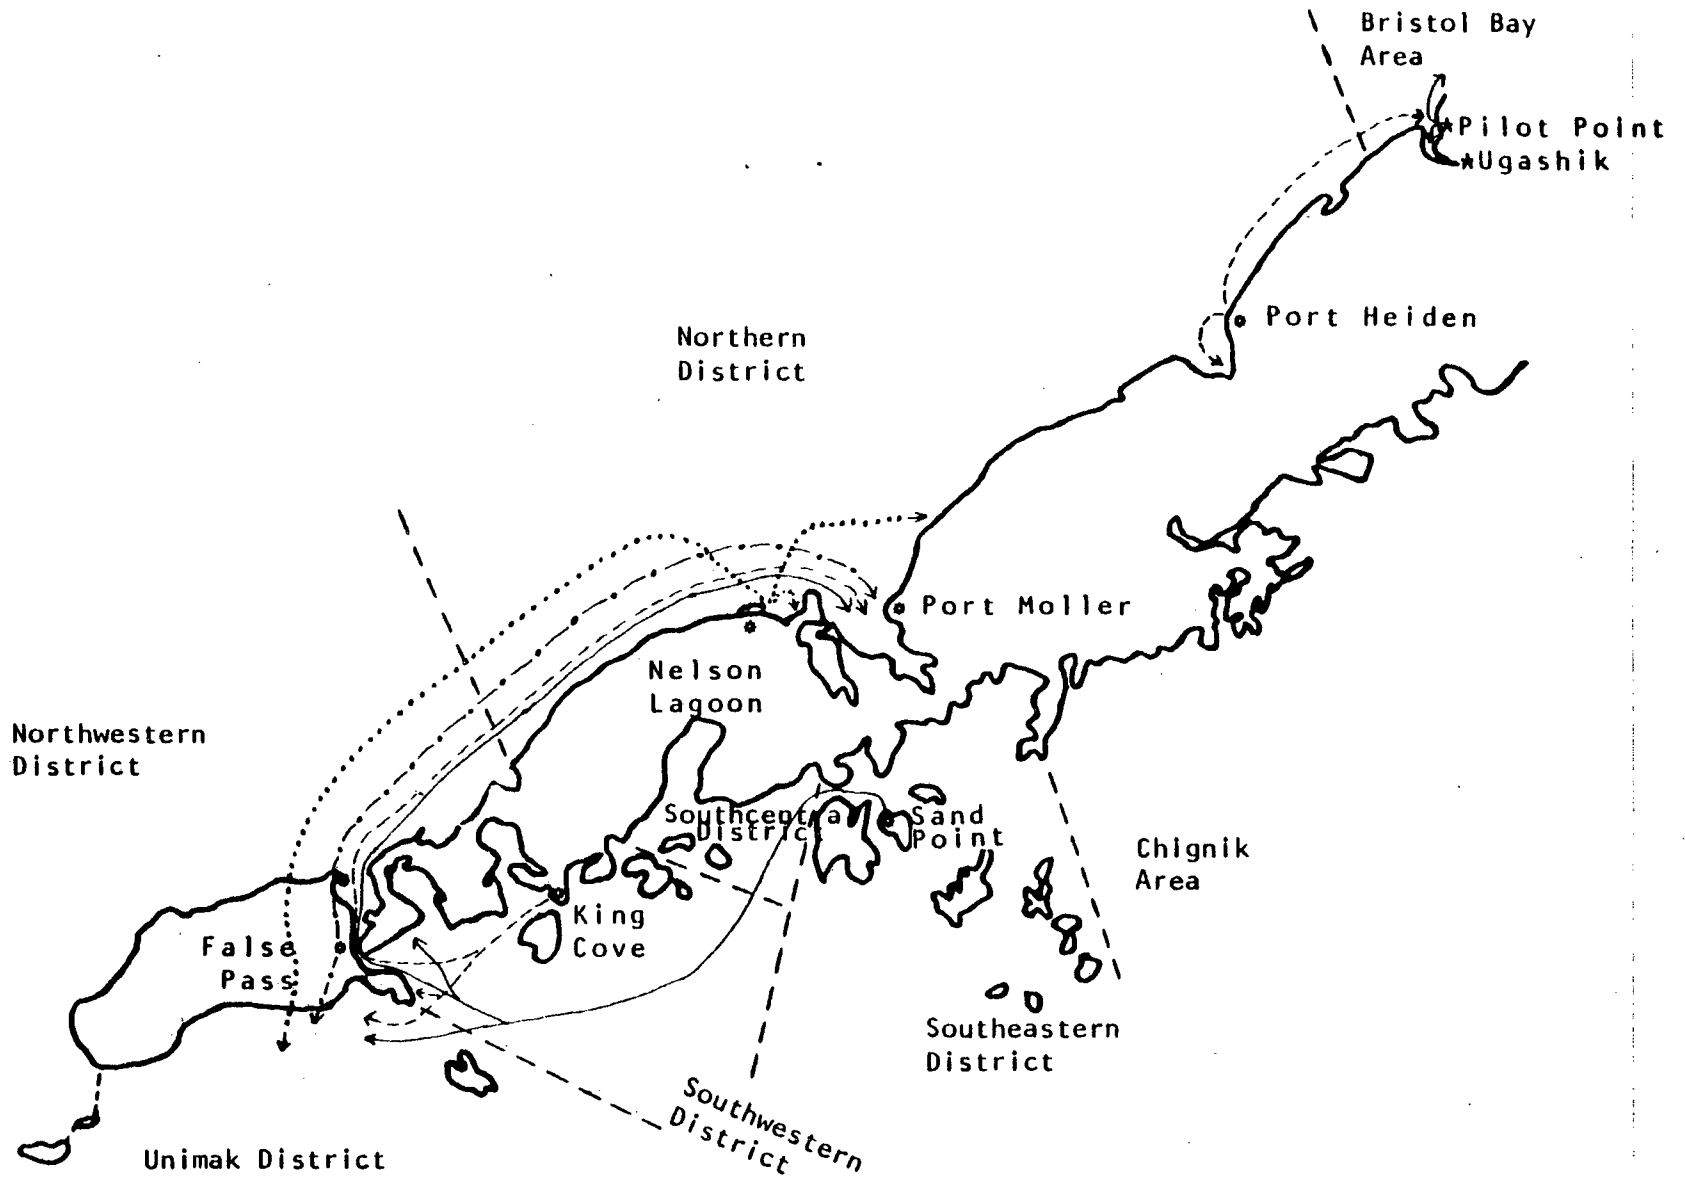 Bristol Bay
Area
*Pilot Point
*Ugashik
Port Heiden
Northern
District
Port Moller
Nelson
Lagoon
Northwestern
District
Southcentral
District
Sand
Point
Chignik
Area
King
Cove
False
Pass
Southeastern
District
Southwestern
District
Unimak District